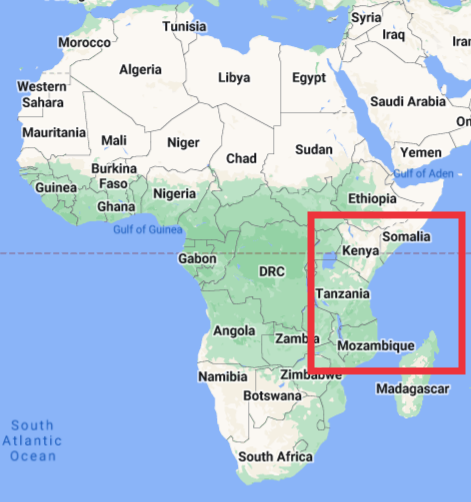 Tunisia
Syria
Morocco
Iraq
Iran
Algeria
Libya
Egypt
Western
Sahara
Saudi Arabia
Mauritania
Mali
Niger
Chad
Sudan
Yemen
Burkina
Faso
Gulf of Aden
Guinea
Nigeria
Ethiopia
Ghana
Gulf of Guinea
Somalia
Kenya
Gabon
DRC
Tanzania
Angola
Zambia
Mozambique
Namibia
Zimbabwe
Botswana
Madagascar
South
Atlantic
Ocean
South Africa